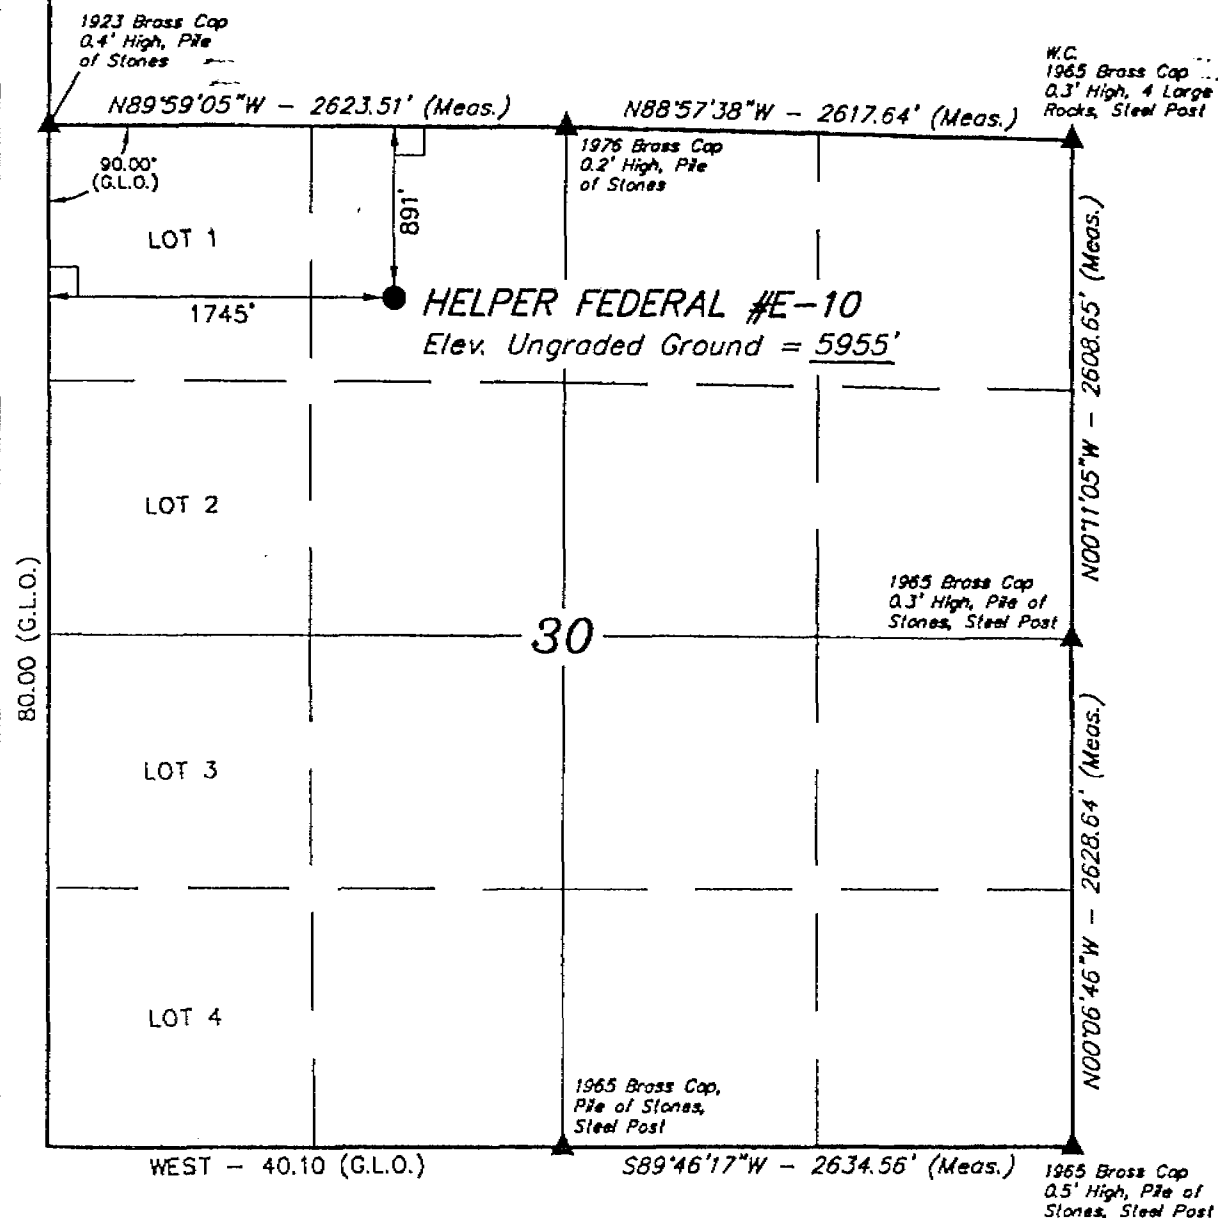 1923 Brass Cap
0.4' High, Pile
of Stones
W.C.
1965 Brass Cap
0.3' High, 4 Large
Rocks, Steel Post
N89°59'05"W - 2623.51' (Meas.)
N88°57'38"W - 2617.64' (Meas.)
1976 Brass Cap
0.2' High, Pile
of Stones
90.00°
(G.L.O.)
891'
LOT 1
1745'
HELPER FEDERAL #E-10
Elev. Ungraded Ground = 5955'
N00°11'05"W - 2608.65' (Meas.)
LOT 2
80.00 (G.L.O.)
1965 Brass Cap
0.3' High, Pile of
Stones, Steel Post
30
LOT 3
N00°06'46"W - 2628.64' (Meas.)
LOT 4
1965 Brass Cap,
Pile of Stones,
Steel Post
WEST - 40.10 (G.L.O.)
S89°46'17"W - 2634.56' (Meas.)
1965 Brass Cap
0.5' High, Pile of
Stones, Steel Post